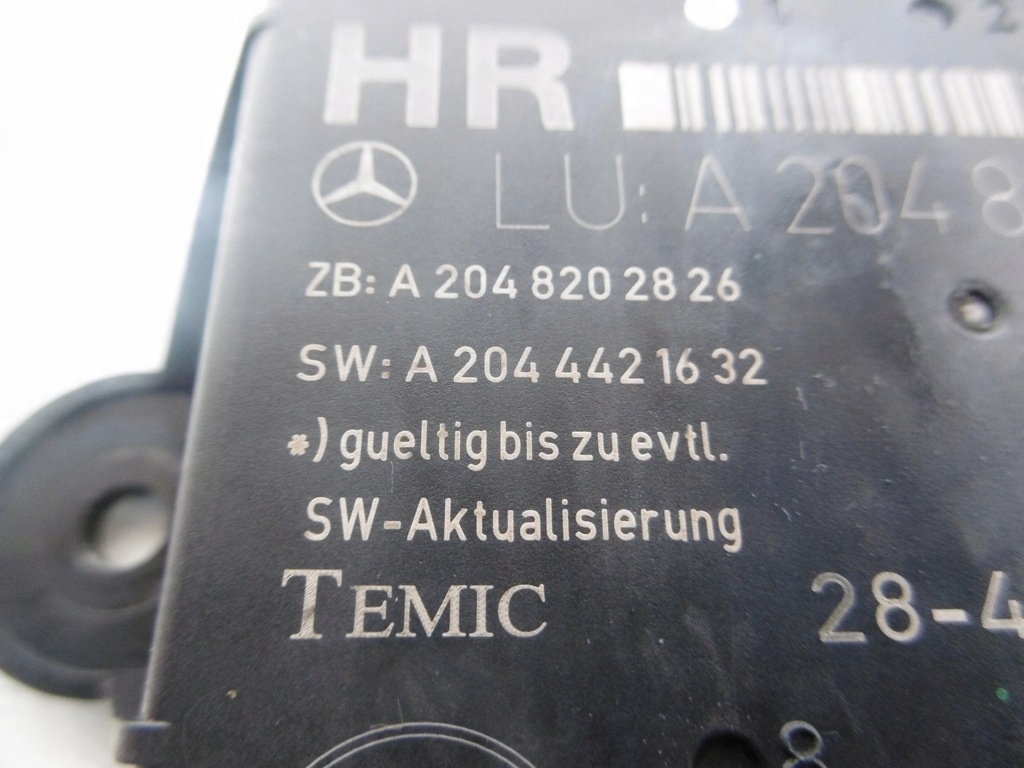 HR
LU: A 204 8
ZB: A 204 820 28 26
SW: A 204 442 16 32
*) gueltig bis zu evtl.
SW-Aktualisierung
TEMIC 28-4
8